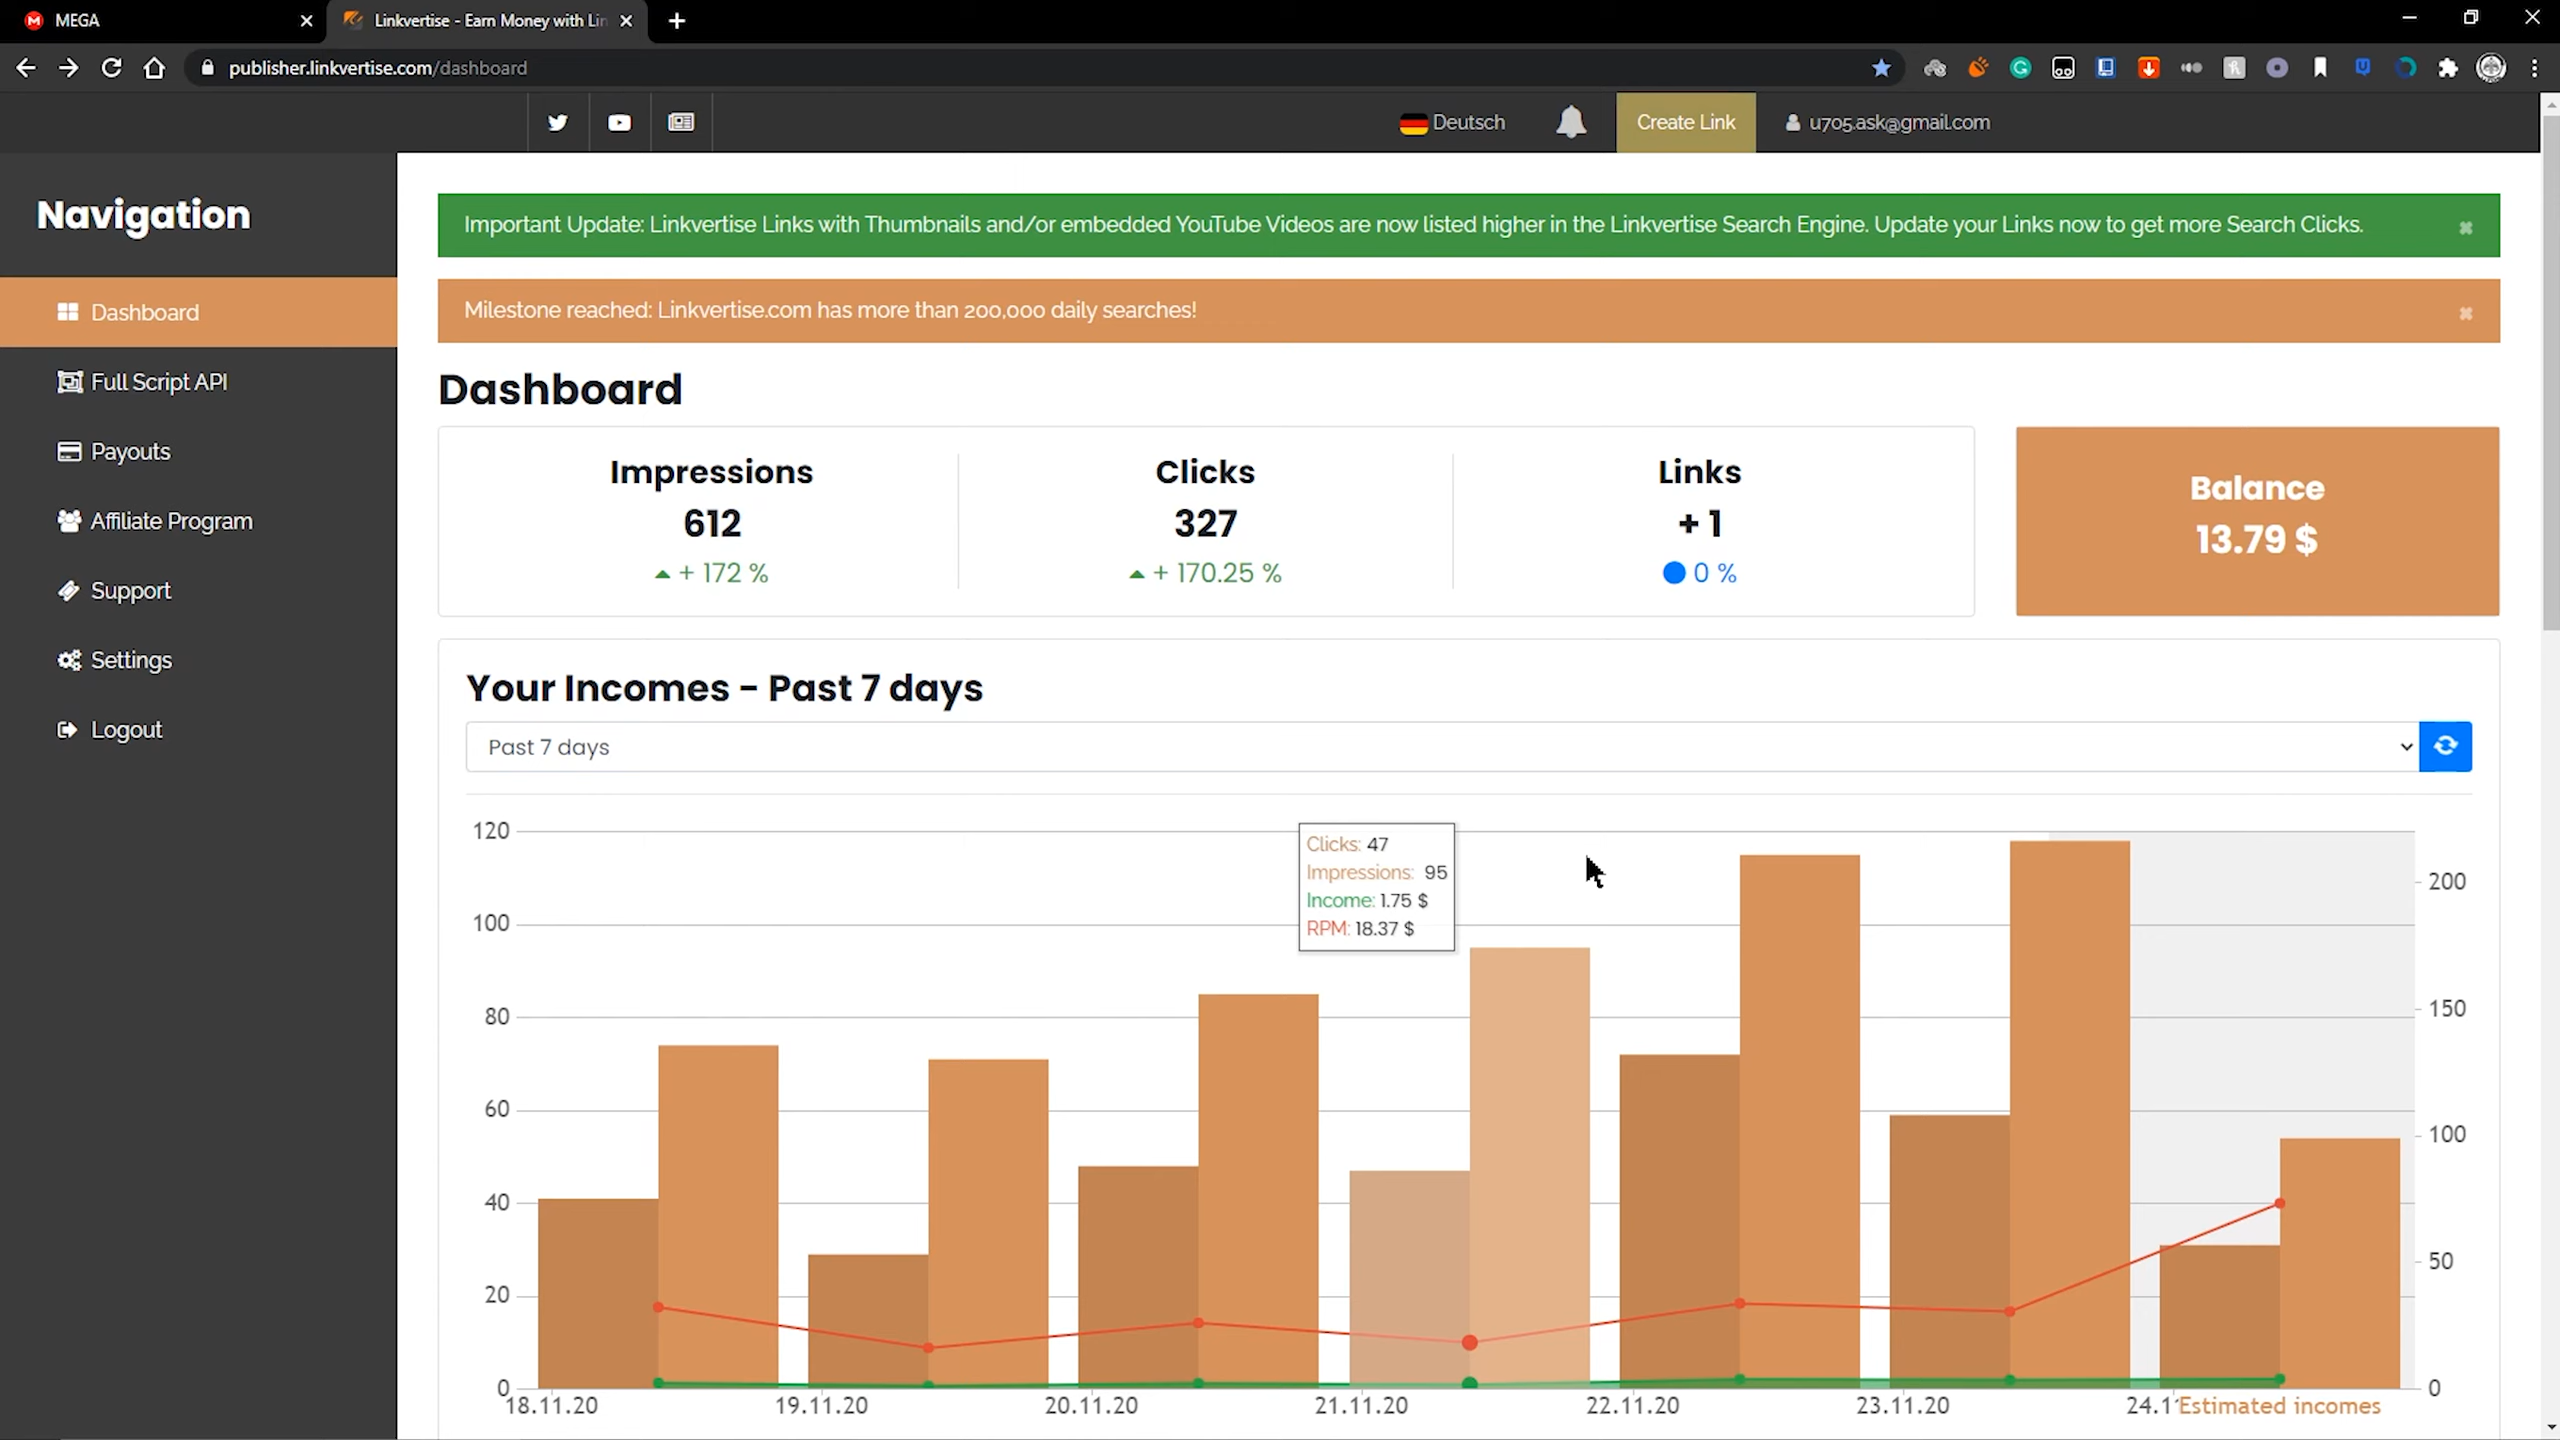 MEGA
Linkvertise - Earn Money with Lin
publisher.linkvertise.com/dashboard
Deutsch
Create Link
u705.ask@gmail.com
Navigation
Dashboard
Full Script API
Payouts
Affiliate Program
Support
Settings
Logout
Important Update: Linkvertise Links with Thumbnails and/or embedded YouTube Videos are now listed higher in the Linkvertise Search Engine. Update your Links now to get more Search Clicks.
Milestone reached: Linkvertise.com has more than 200,000 daily searches!
Dashboard
Impressions
612
+ 172 %
Clicks
327
+ 170.25 %
Links
+ 1
0 %
Balance
13.79 $
Your Incomes - Past 7 days
Past 7 days
120
100
80
60
40
20
0
Clicks: 47
Impressions: 95
Income: 1.75 $
RPM: 18.37 $
200
150
100
50
0
18.11.20
19.11.20
20.11.20
21.11.20
22.11.20
23.11.20
24.1
Estimated incomes